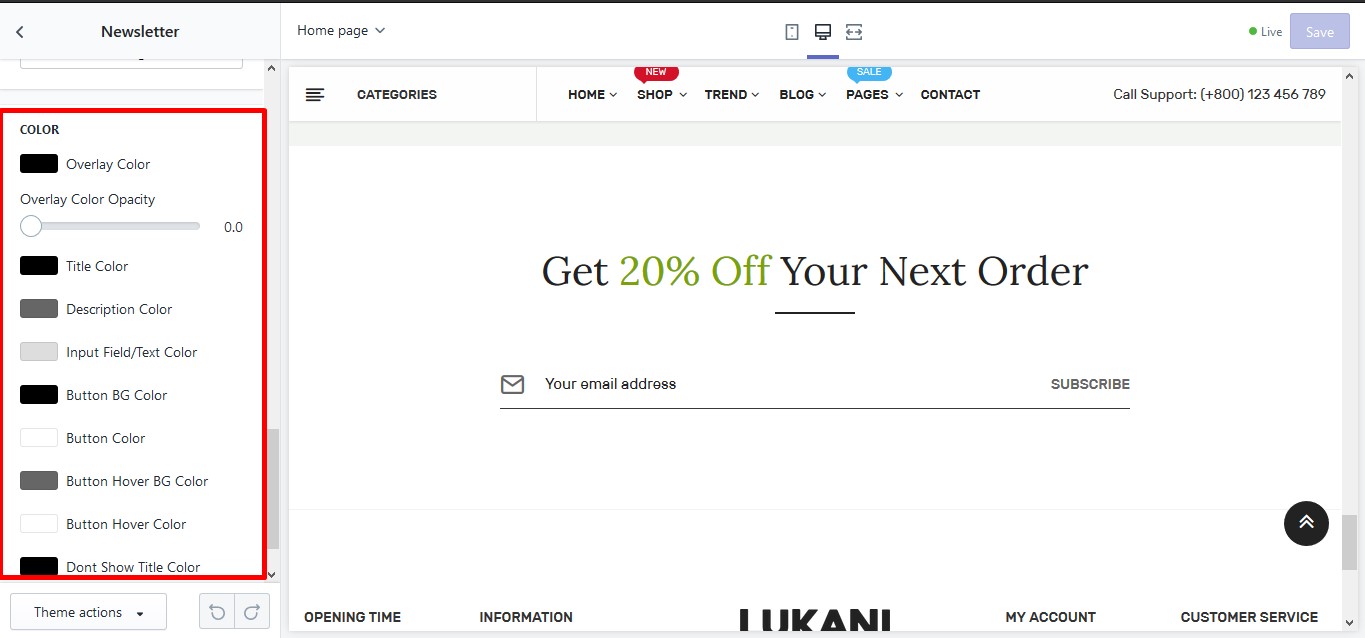 Newsletter
Home page
Live
Save
COLOR
Overlay Color
Overlay Color Opacity
0.0
Title Color
Description Color
Input Field/Text Color
Button BG Color
Button Color
Button Hover BG Color
Button Hover Color
Dont Show Title Color
Theme actions
NEW
SALE
CATEGORIES
HOME SHOP TREND BLOG PAGES CONTACT
Call Support: (+800) 123 456 789
Get 20% Off Your Next Order
Your email address
SUBSCRIBE
OPENING TIME
INFORMATION
LUKANI
MY ACCOUNT
CUSTOMER SERVICE